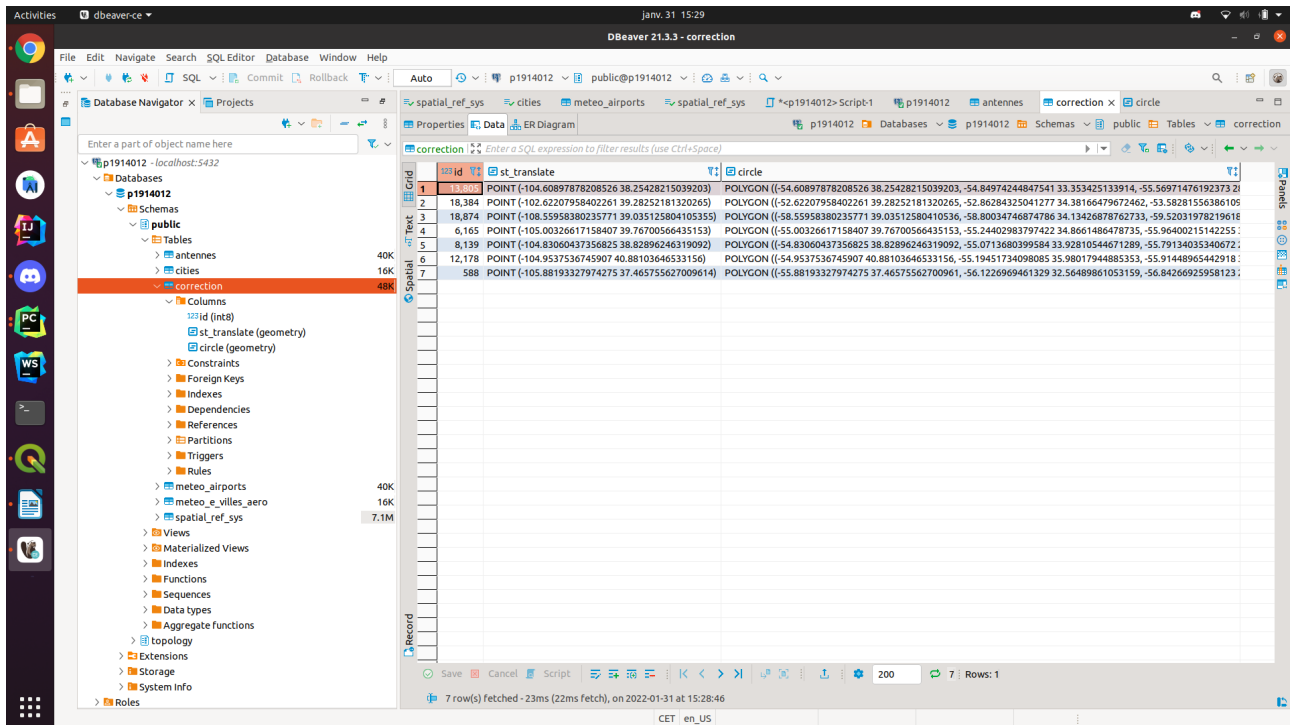 Activities dbeaver-ce janv. 31 15:29
DBeaver 21.3.3 - correction
File Edit Navigate Search SQL Editor Database Window Help
SQL Commit Rollback Auto p1914012 public@p1914012
Database Navigator Projects
spatial_ref_sys cities meteo_airports spatial_ref_sys *<p1914012> Script-1 p1914012 antennes correction circle
Properties Data ER Diagram p1914012 Databases p1914012 Schemas public Tables correction
Enter a part of object name here
correction Enter a SQL expression to filter results (use Ctrl+Space)
p1914012 - localhost:5432
Databases
p1914012
Schemas
public
Tables
antennes 40K
cities 16K
correction 48K
Columns
123 id (int8)
st_translate (geometry)
circle (geometry)
Constraints
Foreign Keys
Indexes
Dependencies
References
Partitions
Triggers
Rules
meteo_airports 40K
meteo_e_villes_aero 16K
spatial_ref_sys 7.1M
Views
Materialized Views
Indexes
Functions
Sequences
Data types
Aggregate functions
topology
Extensions
Storage
System Info
Roles
Grid
Text
Spatial
Record
Panels
123 id st_translate circle
1 13,805 POINT (-104.60897878208526 38.25428215039203) POLYGON ((-54.60897878208526 38.25428215039203, -54.84974244847541 33.353425133914, -55.56971476192373 28
2 18,384 POINT (-102.62207958402261 39.28252181320265) POLYGON ((-52.62207958402261 39.28252181320265, -52.86284325041277 34.38166479672462, -53.58281556386109
3 18,874 POINT (-108.55958380235771 39.035125804105355) POLYGON ((-58.55958380235771 39.03512580410536, -58.80034746874786 34.13426878762733, -59.52031978219618
4 6,165 POINT (-105.00326617158407 39.76700566435153) POLYGON ((-55.00326617158407 39.76700566435153, -55.24402983797422 34.8661486478735, -55.96400215142255
5 8,139 POINT (-104.83060437356825 38.82896246319092) POLYGON ((-54.83060437356825 38.82896246319092, -55.0713680399584 33.92810544671289, -55.79134035340672
6 12,178 POINT (-104.9537536745907 40.88103646533156) POLYGON ((-54.9537536745907 40.88103646533156, -55.19451734098085 35.98017944885353, -55.91448965442918
7 588 POINT (-105.88193327974275 37.465755627009614) POLYGON ((-55.88193327974275 37.46575562700961, -56.1226969461329 32.56489861053159, -56.84266925958123
Save Cancel Script 200 7 Rows: 1
7 row(s) fetched - 23ms (22ms fetch), on 2022-01-31 at 15:28:46
CET en_US